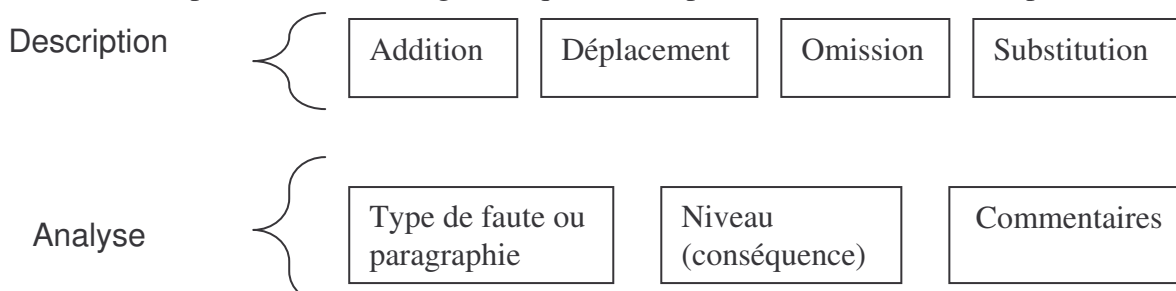 Description
Addition
Déplacement
Omission
Substitution
Analyse
Type de faute ou
paragraphie
Niveau
(conséquence)
Commentaires